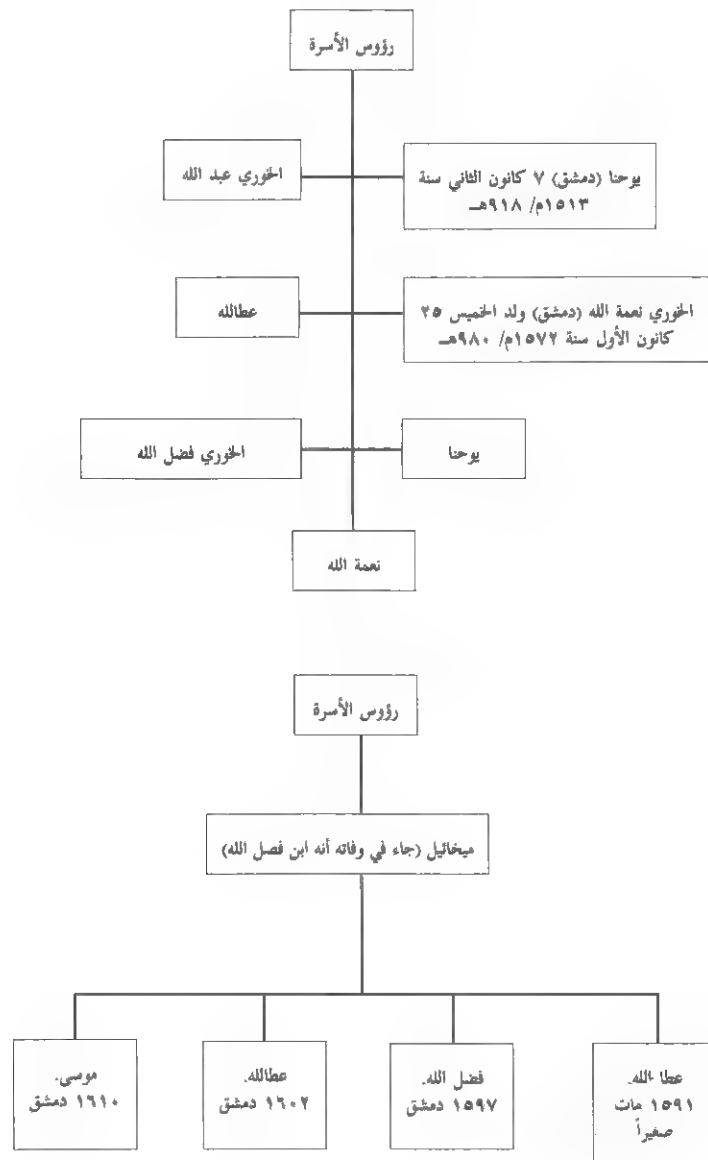 رؤوس الأسرة
يوحنا (دمشق) ٧ كانون الثاني سنة
١٥١٣م/ ٩١٨هـ
الخوري عبد الله
الخوري نعمة الله (دمشق) ولد الخميس ٢٥
كانون الأول سنة ١٥٧٢م/ ٩٨٠هـ
عطالله
يوحنا
الخوري فضل الله
نعمة الله
رؤوس الأسرة
ميخائيل (جاء في وفاته أنه ابن فصل الله)
عطا الله.
١٥٩١ مات
صغيراً
فضل الله.
١٥٩٧ دمشق
عطالله.
١٦٠٢ دمشق
موسى.
١٦١٠ دمشق